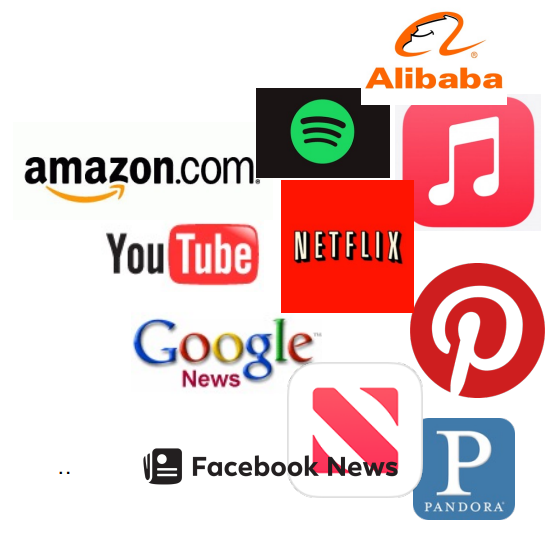 Alibaba
amazon.com
YouTube
NETFLIX
Google
News
Facebook News
P
PANDORA
..